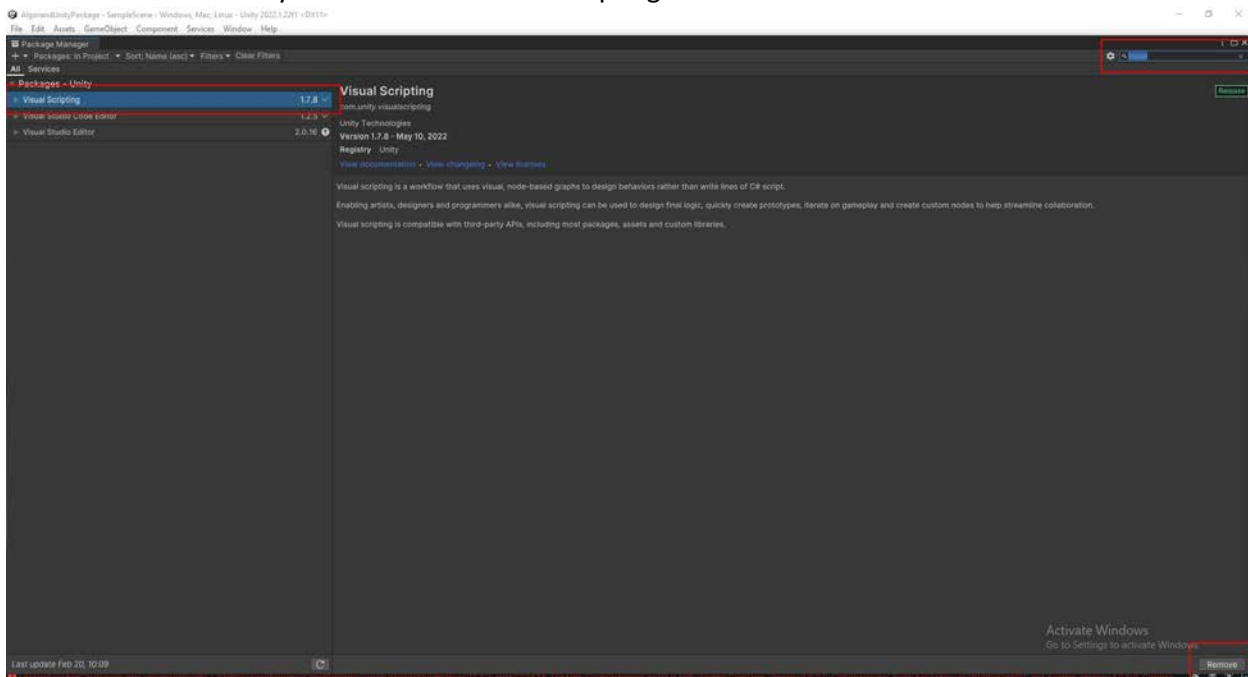 AlgorandUnityPackage - SampleScene - Windows, Mac, Linux - Unity 2022.1.22f1 <DX11>
File Edit Assets GameObject Component Services Window Help
Package Manager
+ Packages: In Project Sort: Name (asc) Filters Clear Filters
All Services
Packages - Unity
Visual Scripting 1.7.8
Visual Studio Code Editor 1.2.5
Visual Studio Editor 2.0.16
Visual Scripting
Release
com.unity.visualscripting
Unity Technologies
Version 1.7.8 - May 10, 2022
Registry Unity
View documentation • View changelog • View licenses
Visual scripting is a workflow that uses visual, node-based graphs to design behaviors rather than write lines of C# script.
Enabling artists, designers and programmers alike, visual scripting can be used to design final logic, quickly create prototypes, iterate on gameplay and create custom nodes to help streamline collaboration.
Visual scripting is compatible with third-party APIs, including most packages, assets and custom libraries.
Activate Windows
Go to Settings to activate Windows.
Last update Feb 20, 10:09
Remove